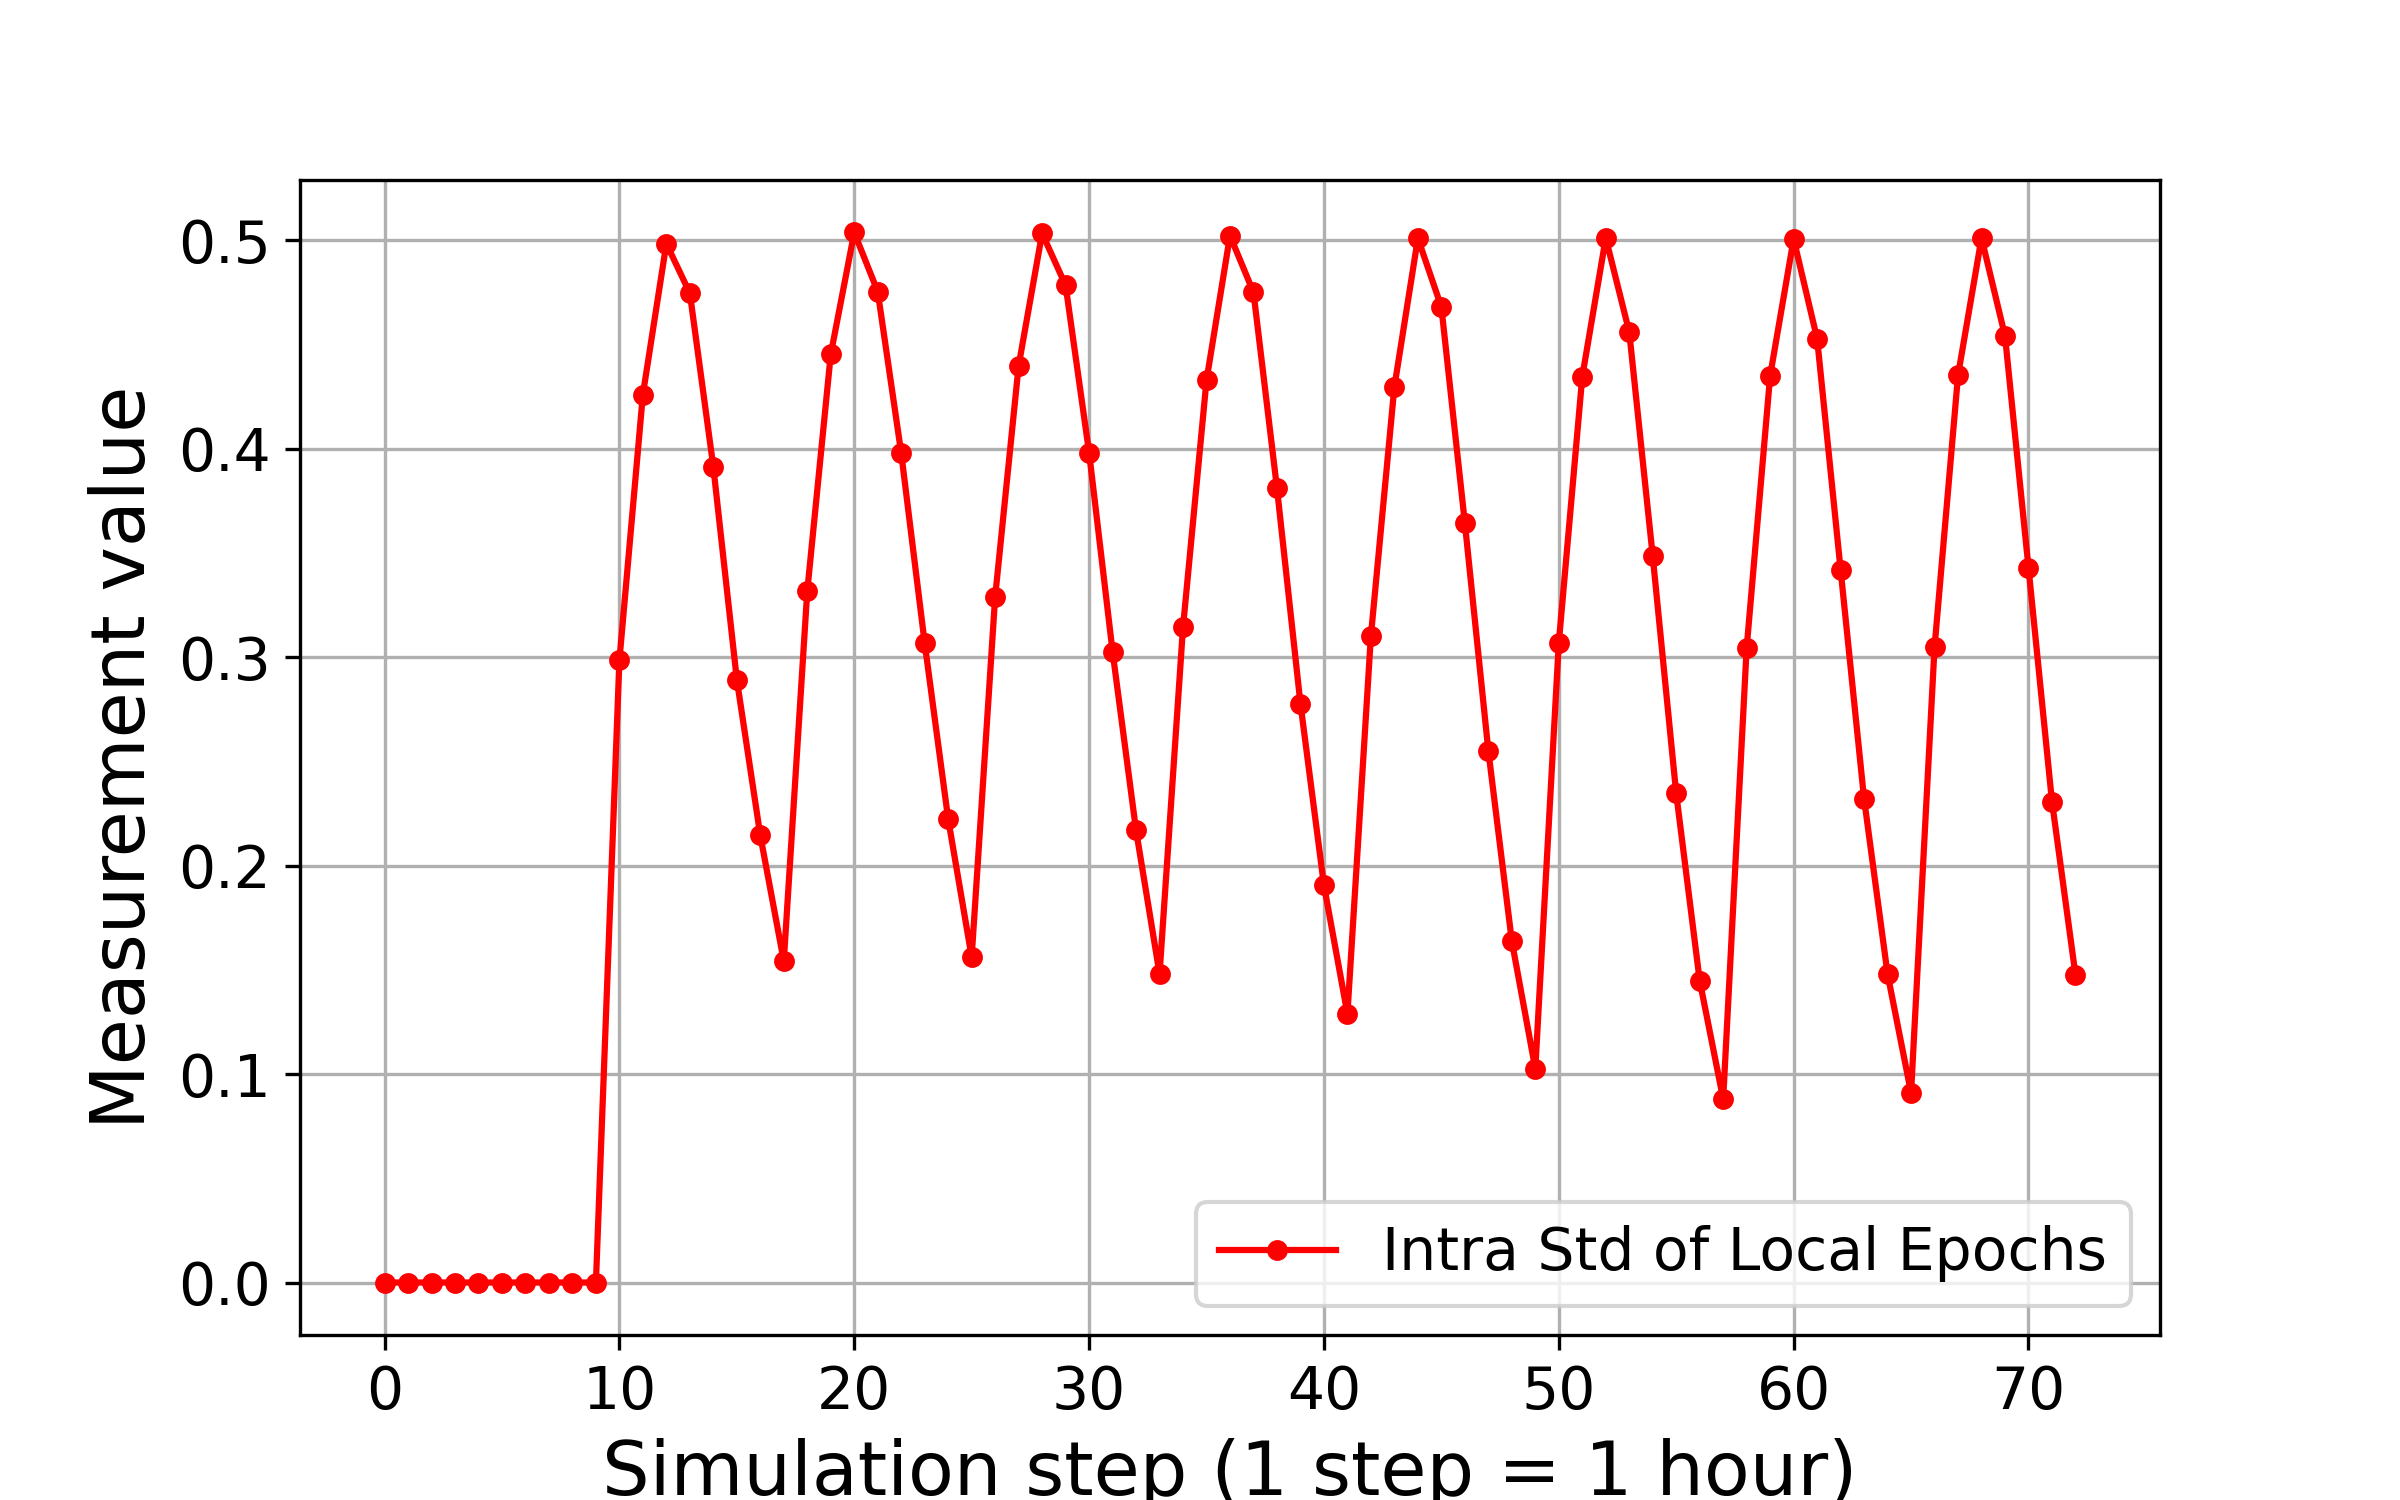 0.5
0.4
0.3
0.2
0.1
0.0
Measurement value
Intra Std of Local Epochs
0 10 20 30 40 50 60 70
Simulation step (1 step = 1 hour)